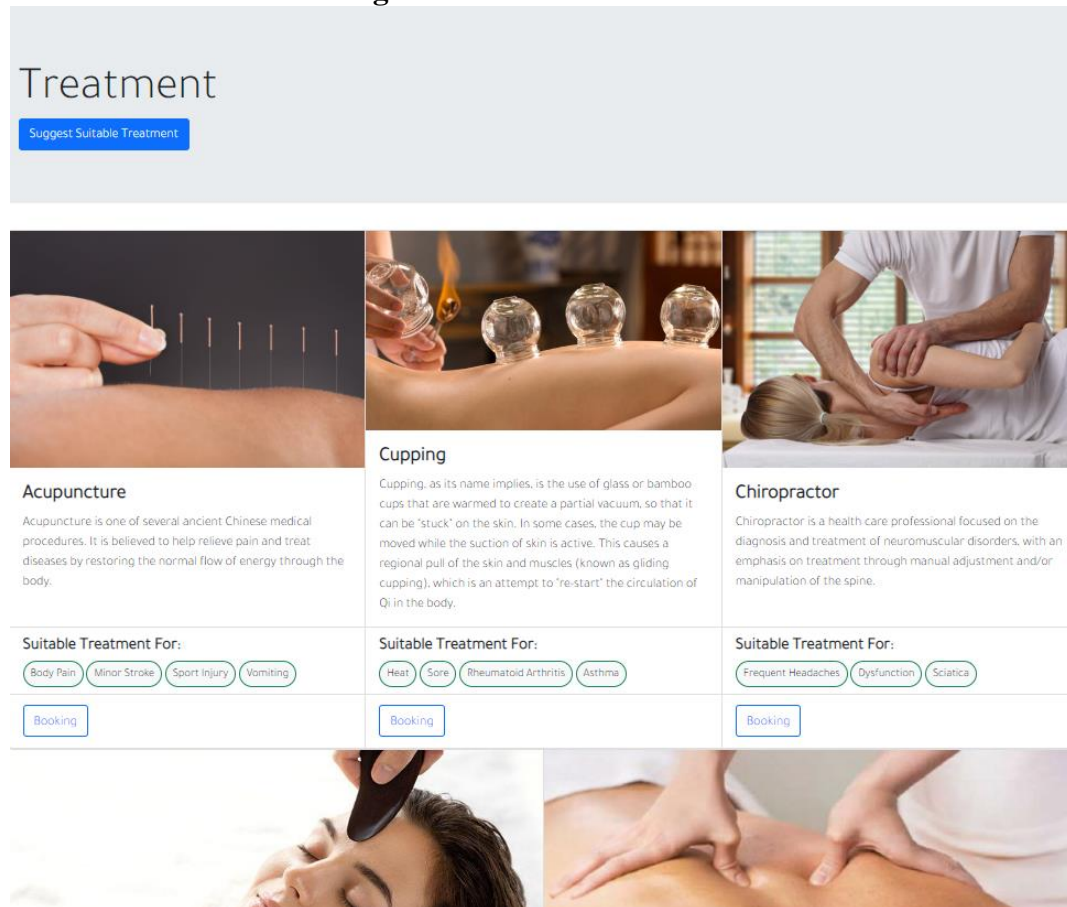 Treatment
Suggest Suitable Treatment
Acupuncture
Acupuncture is one of several ancient Chinese medical
procedures. It is believed to help relieve pain and treat
diseases by restoring the normal flow of energy through the
body.
Suitable Treatment For:
Body Pain Minor Stroke Sport Injury Vomiting
Booking
Cupping
Cupping, as its name implies, is the use of glass or bamboo
cups that are warmed to create a partial vacuum, so that it
can be "stuck" on the skin. In some cases, the cup may be
moved while the suction of skin is active. This causes a
regional pull of the skin and muscles (known as gliding
cupping), which is an attempt to "re-start" the circulation of
Qi in the body.
Suitable Treatment For:
Heat Sore Rheumatoid Arthritis Asthma
Booking
Chiropractor
Chiropractor is a health care professional focused on the
diagnosis and treatment of neuromuscular disorders, with an
emphasis on treatment through manual adjustment and/or
manipulation of the spine.
Suitable Treatment For:
Frequent Headaches Dysfunction Sciatica
Booking